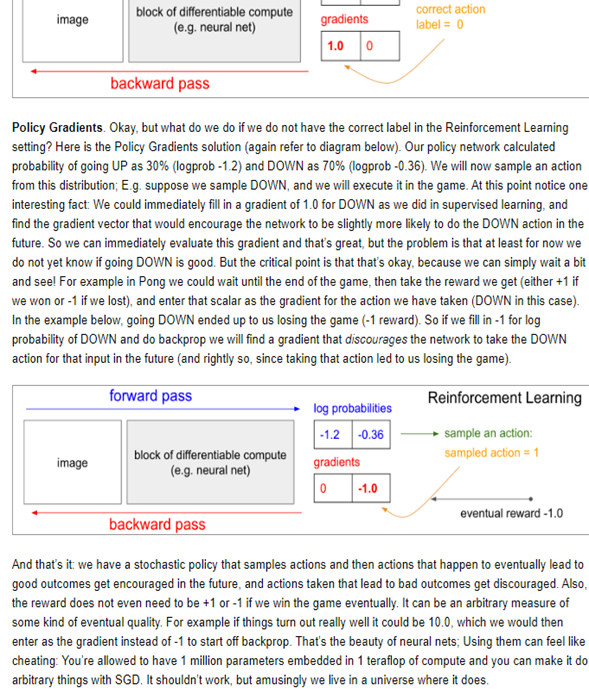 image
block of differentiable compute
(e.g. neural net)
gradients
1.0 0
correct action
label = 0
backward pass
Policy Gradients. Okay, but what do we do if we do not have the correct label in the Reinforcement Learning
setting? Here is the Policy Gradients solution (again refer to diagram below). Our policy network calculated
probability of going UP as 30% (logprob -1.2) and DOWN as 70% (logprob -0.36). We will now sample an action
from this distribution; E.g. suppose we sample DOWN, and we will execute it in the game. At this point notice one
interesting fact: We could immediately fill in a gradient of 1.0 for DOWN as we did in supervised learning, and
find the gradient vector that would encourage the network to be slightly more likely to do the DOWN action in the
future. So we can immediately evaluate this gradient and that's great, but the problem is that at least for now we
do not yet know if going DOWN is good. But the critical point is that that's okay, because we can simply wait a bit
and see! For example in Pong we could wait until the end of the game, then take the reward we get (either +1 if
we won or -1 if we lost), and enter that scalar as the gradient for the action we have taken (DOWN in this case).
In the example below, going DOWN ended up to us losing the game (-1 reward). So if we fill in -1 for log
probability of DOWN and do backprop we will find a gradient that discourages the network to take the DOWN
action for that input in the future (and rightly so, since taking that action led to us losing the game).
forward pass
Reinforcement Learning
log probabilities
-1.2 -0.36
sample an action:
sampled action = 1
image
block of differentiable compute
(e.g. neural net)
gradients
0 -1.0
eventual reward -1.0
backward pass
And that's it: we have a stochastic policy that samples actions and then actions that happen to eventually lead to
good outcomes get encouraged in the future, and actions taken that lead to bad outcomes get discouraged. Also,
the reward does not even need to be +1 or -1 if we win the game eventually. It can be an arbitrary measure of
some kind of eventual quality. For example if things turn out really well it could be 10.0, which we would then
enter as the gradient instead of -1 to start off backprop. That's the beauty of neural nets; Using them can feel like
cheating: You're allowed to have 1 million parameters embedded in 1 teraflop of compute and you can make it do
arbitrary things with SGD. It shouldn't work, but amusingly we live in a universe where it does.